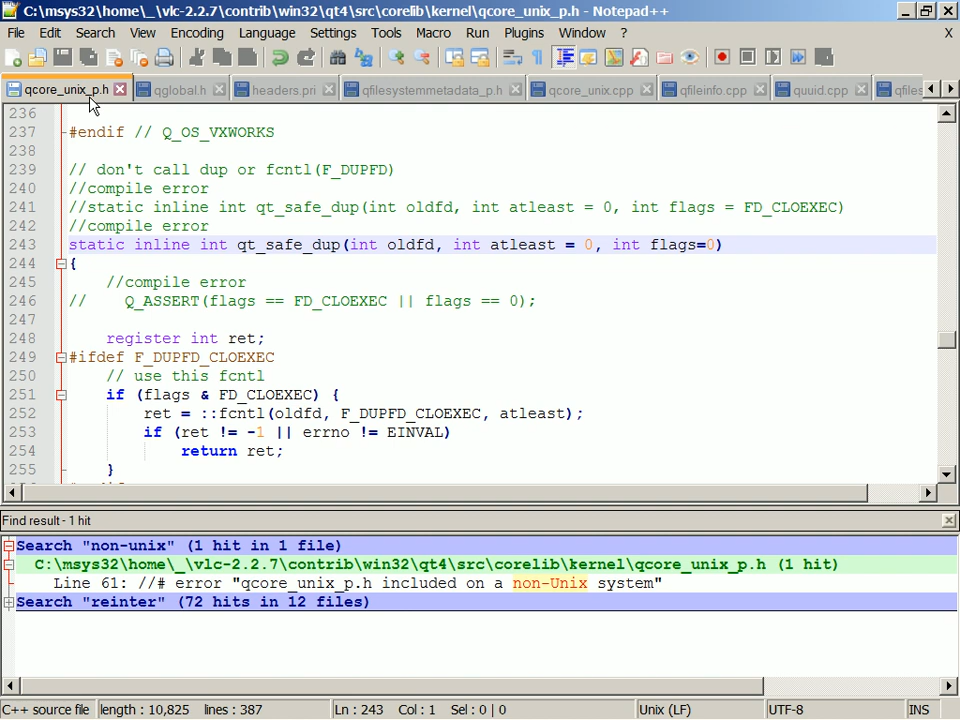 C:\msys32\home\_\vlc-2.2.7\contrib\win32\qt4\src\corelib\kernel\qcore_unix_p.h - Notepad++
File Edit Search View Encoding Language Settings Tools Macro Run Plugins Window ? X
qcore_unix_p.h qglobal.h headers.pri qfilesystemmetadata_p.h qcore_unix.cpp qfileinfo.cpp quuid.cpp qfiles
236
237 #endif // Q_OS_VXWORKS
238
239 // don't call dup or fcntl(F_DUPFD)
240 //compile error
241 //static inline int qt_safe_dup(int oldfd, int atleast = 0, int flags = FD_CLOEXEC)
242 //compile error
243 static inline int qt_safe_dup(int oldfd, int atleast = 0, int flags=0)
244 {
245 //compile error
246 // Q_ASSERT(flags == FD_CLOEXEC || flags == 0);
247
248 register int ret;
249 #ifdef F_DUPFD_CLOEXEC
250 // use this fcntl
251 if (flags & FD_CLOEXEC) {
252 ret = ::fcntl(oldfd, F_DUPFD_CLOEXEC, atleast);
253 if (ret != -1 || errno != EINVAL)
254 return ret;
255 }
Find result - 1 hit
Search "non-unix" (1 hit in 1 file)
C:\msys32\home\_\vlc-2.2.7\contrib\win32\qt4\src\corelib\kernel\qcore_unix_p.h (1 hit)
Line 61: //# error "qcore_unix_p.h included on a non-Unix system"
Search "reinter" (72 hits in 12 files)
C++ source file length : 10,825 lines : 387 Ln : 243 Col : 1 Sel : 0 | 0 Unix (LF) UTF-8 INS